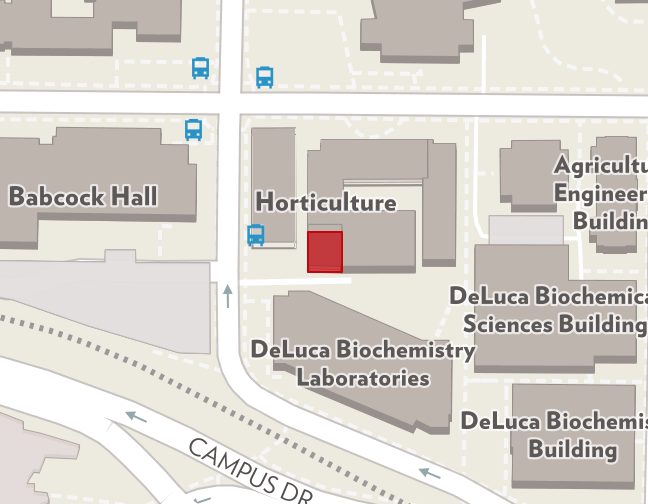 Babcock Hall
Horticulture
Agricultu
Engineer
Buildin
DeLuca Biochemica
Sciences Building
DeLuca Biochemistry
Laboratories
DeLuca Biochemis
Building
CAMPUS DR